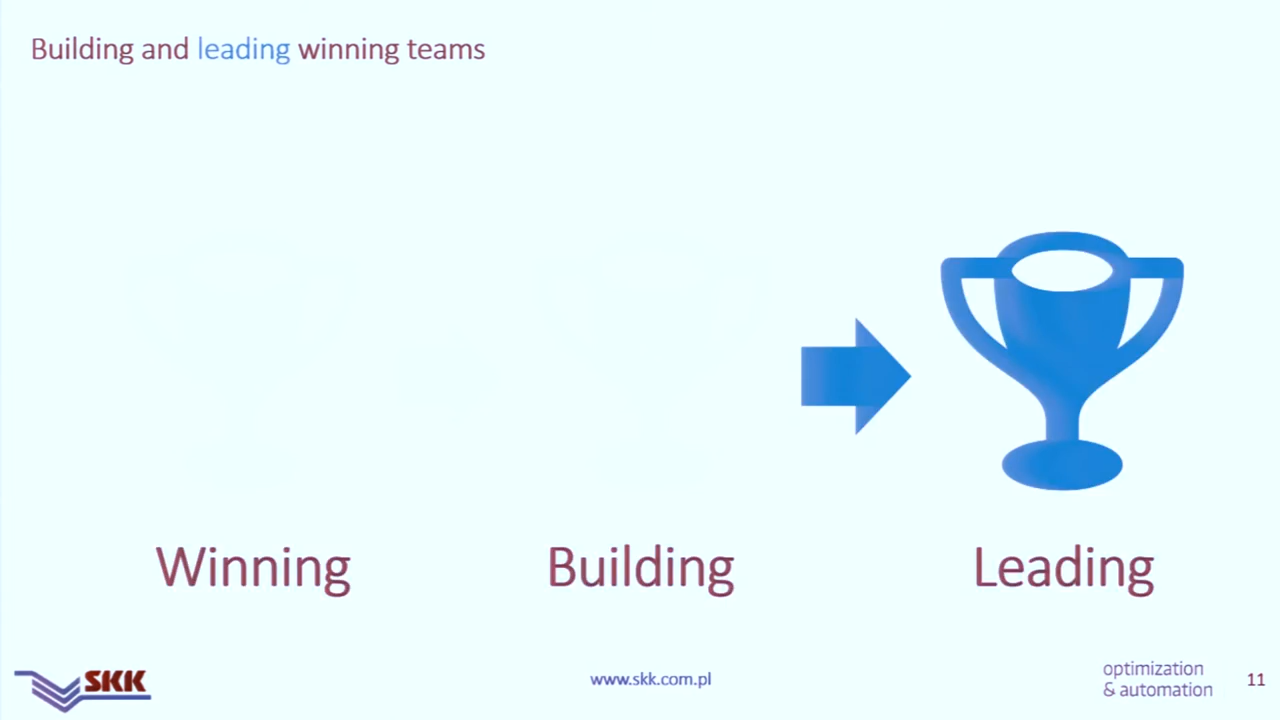 Building and leading winning teams
Winning
Building
Leading
SKK
www.skk.com.pl
optimization
& automation
11